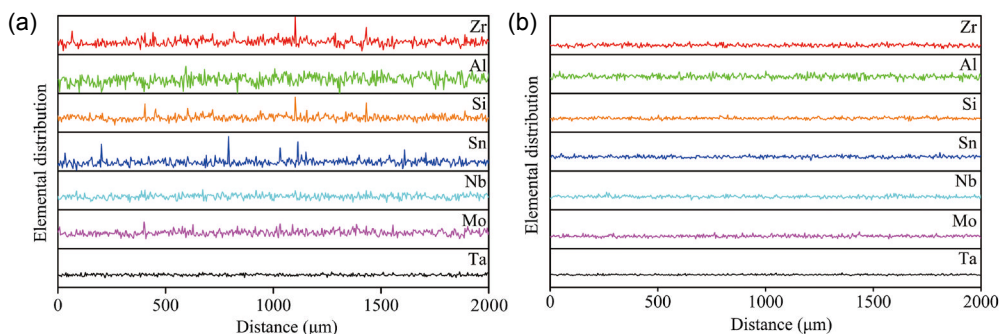 (a)
Elemental distribution
Zr
Al
Si
Sn
Nb
Mo
Ta
0 500 1000 1500 2000
Distance (μm)
(b)
Elemental distribution
Zr
Al
Si
Sn
Nb
Mo
Ta
0 500 1000 1500 2000
Distance (μm)